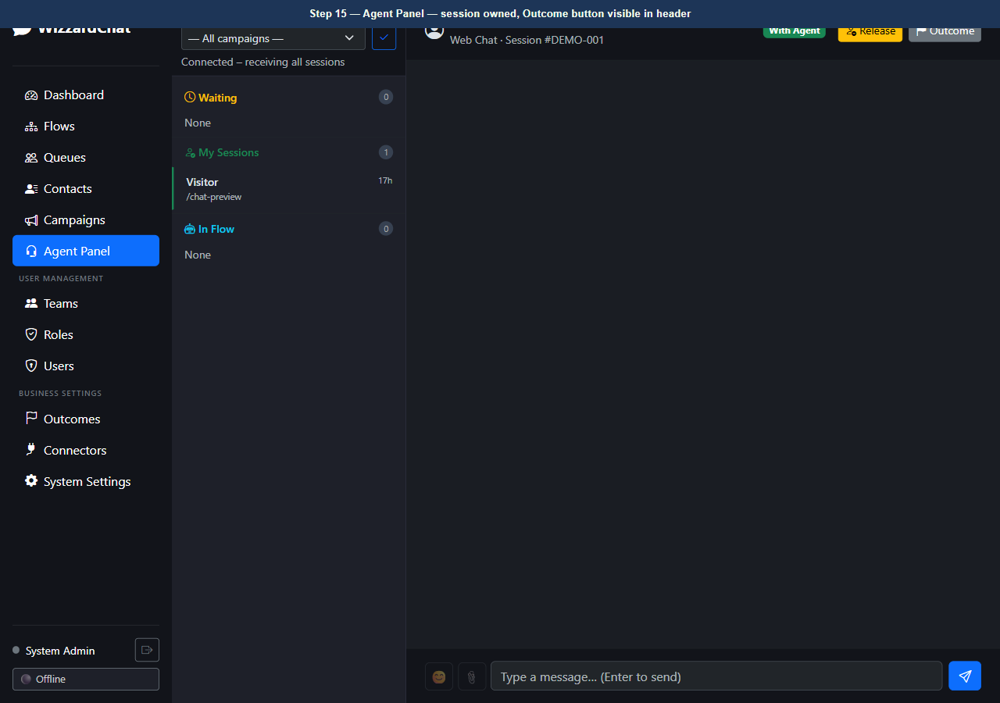 Step 15 — Agent Panel — session owned, Outcome button visible in header
WizzardChat
Dashboard
Flows
Queues
Contacts
Campaigns
Agent Panel
USER MANAGEMENT
Teams
Roles
Users
BUSINESS SETTINGS
Outcomes
Connectors
System Settings
System Admin
Offline
— All campaigns —
Connected – receiving all sessions
Waiting 0
None
My Sessions 1
Visitor 17h
/chat-preview
In Flow 0
None
With Agent Release Outcome
Web Chat · Session #DEMO-001
Type a message... (Enter to send)